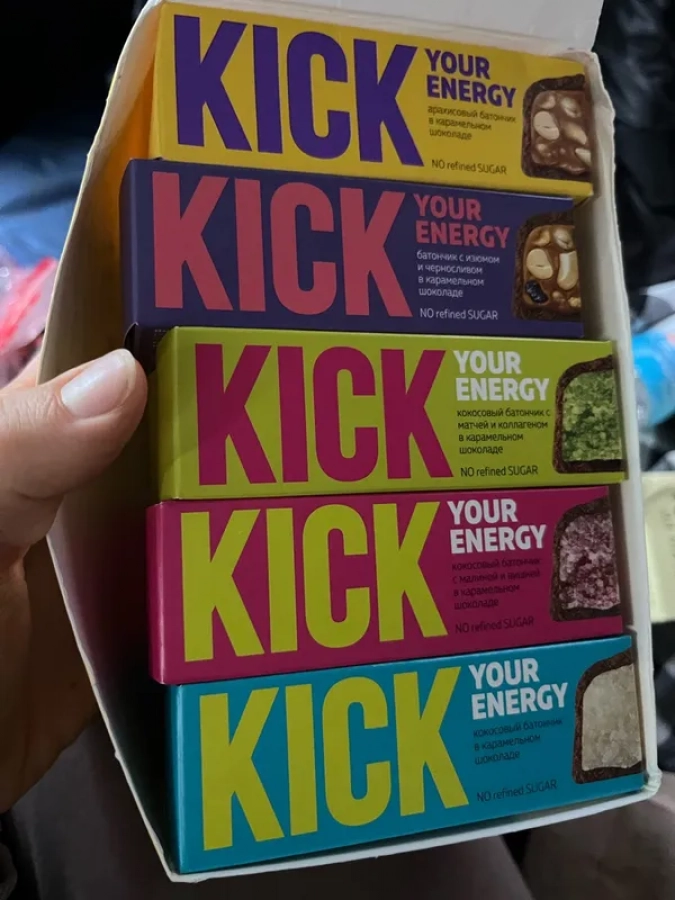 KICK
YOUR
ENERGY
арахисовый батончик
в карамельном
шоколаде
NO refined SUGAR
KICK
YOUR
ENERGY
батончик с изюмом
и черносливом
в карамельном
шоколаде
NO refined SUGAR
KICK
YOUR
ENERGY
кокосовый батончик с
матчей и коллагеном
в карамельном
шоколаде
NO refined SUGAR
KICK
YOUR
ENERGY
кокосовый батончик
с малиной и вишней
в карамельном
шоколаде
NO refined SUGAR
KICK
YOUR
ENERGY
кокосовый батончик
в карамельном
шоколаде
NO refined SUGAR